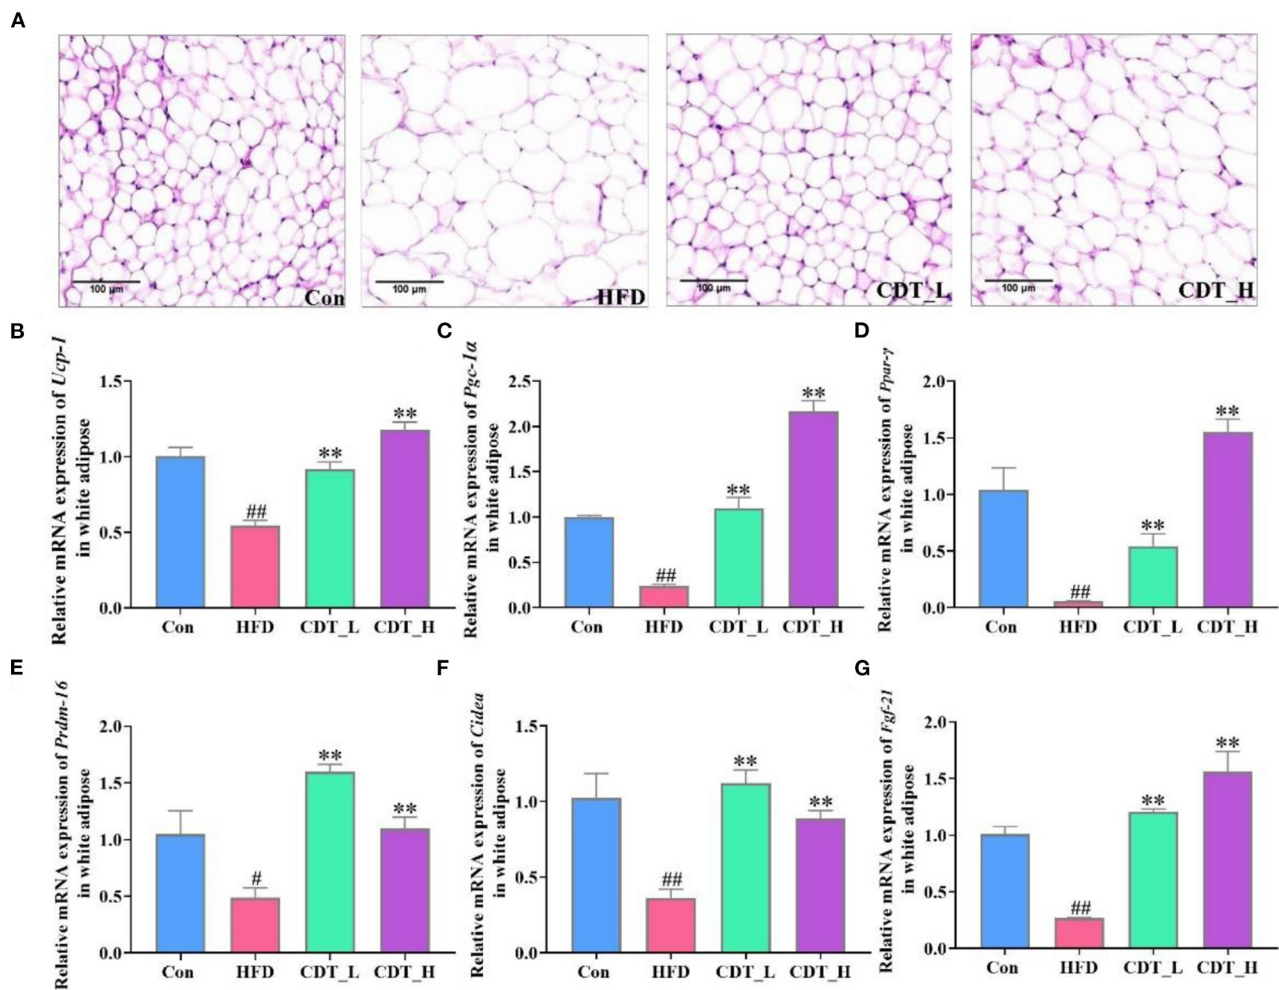 A
100 µm
Con
100 µm
HFD
100 µm
CDT_L
100 µm
CDT_H
B
Relative mRNA expression of Ucp-1
in white adipose
1.5
1.0
0.5
0.0
##
**
**
Con
HFD
CDT_L
CDT_H
C
Relative mRNA expression of Pgc-1α
in white adipose
2.5
2.0
1.5
1.0
0.5
0.0
##
**
**
Con
HFD
CDT_L
CDT_H
D
Relative mRNA expression of Ppar-γ
in white adipose
2.0
1.5
1.0
0.5
0.0
##
**
**
Con
HFD
CDT_L
CDT_H
E
Relative mRNA expression of Prdm-16
in white adipose
2.0
1.5
1.0
0.5
0.0
#
**
**
Con
HFD
CDT_L
CDT_H
F
Relative mRNA expression of Cidea
in white adipose
1.5
1.0
0.5
0.0
##
**
**
Con
HFD
CDT_L
CDT_H
G
Relative mRNA expression of Fgf-21
in white adipose
2.0
1.5
1.0
0.5
0.0
##
**
**
Con
HFD
CDT_L
CDT_H